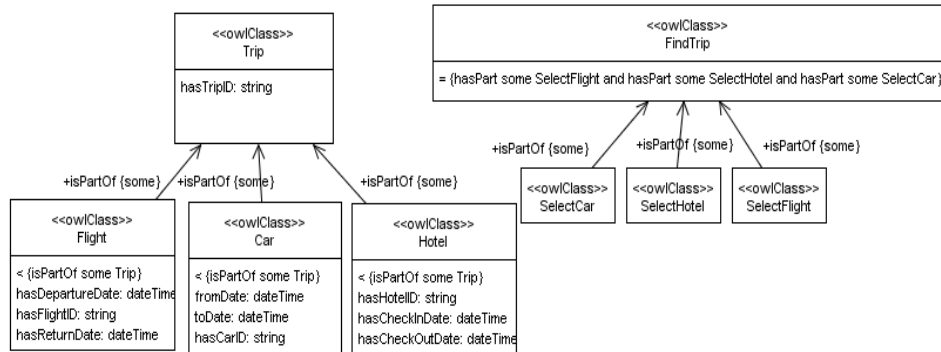 <<owlClass>>
Trip
hasTripID: string
<<owlClass>>
FindTrip
= {hasPart some SelectFlight and hasPart some SelectHotel and hasPart some SelectCar}
+isPartOf {some}
+isPartOf {some}
+isPartOf {some}
+isPartOf {some}
+isPartOf {some}
+isPartOf {some}
<<owlClass>>
SelectCar
<<owlClass>>
SelectHotel
<<owlClass>>
SelectFlight
<<owlClass>>
Flight
< {isPartOf some Trip}
hasDepartureDate: dateTime
hasFlightID: string
hasReturnDate: dateTime
<<owlClass>>
Car
< {isPartOf some Trip}
fromDate: dateTime
toDate: dateTime
hasCarID: string
<<owlClass>>
Hotel
< {isPartOf some Trip}
hasHotelID: string
hasCheckInDate: dateTime
hasCheckOutDate: dateTime